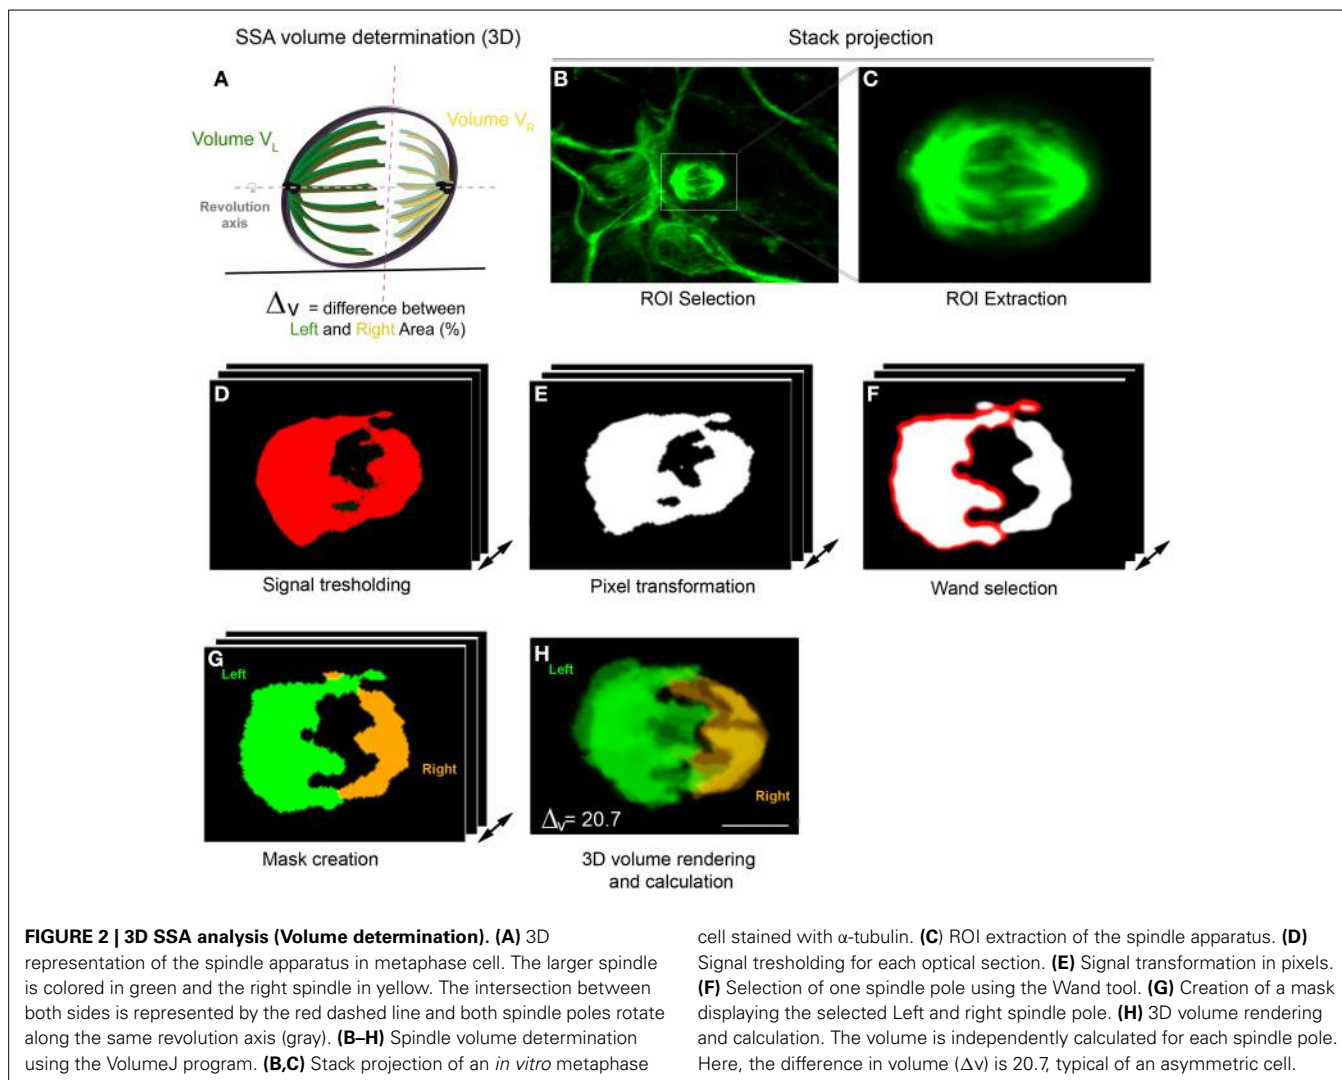 SSA volume determination (3D)
Stack projection
A
Volume VL
Volume VR
Revolution
axis
ΔV = difference between
Left and Right Area (%)
B
ROI Selection
C
ROI Extraction
D
Signal tresholding
E
Pixel transformation
F
Wand selection
G
Left
Right
Mask creation
H
Left
Right
Δv= 20.7
3D volume rendering
and calculation
FIGURE 2 | 3D SSA analysis (Volume determination). (A) 3D
representation of the spindle apparatus in metaphase cell. The larger spindle
is colored in green and the right spindle in yellow. The intersection between
both sides is represented by the red dashed line and both spindle poles rotate
along the same revolution axis (gray). (B–H) Spindle volume determination
using the VolumeJ program. (B,C) Stack projection of an in vitro metaphase
cell stained with α-tubulin. (C) ROI extraction of the spindle apparatus. (D)
Signal tresholding for each optical section. (E) Signal transformation in pixels.
(F) Selection of one spindle pole using the Wand tool. (G) Creation of a mask
displaying the selected Left and right spindle pole. (H) 3D volume rendering
and calculation. The volume is independently calculated for each spindle pole.
Here, the difference in volume (Δv) is 20.7, typical of an asymmetric cell.